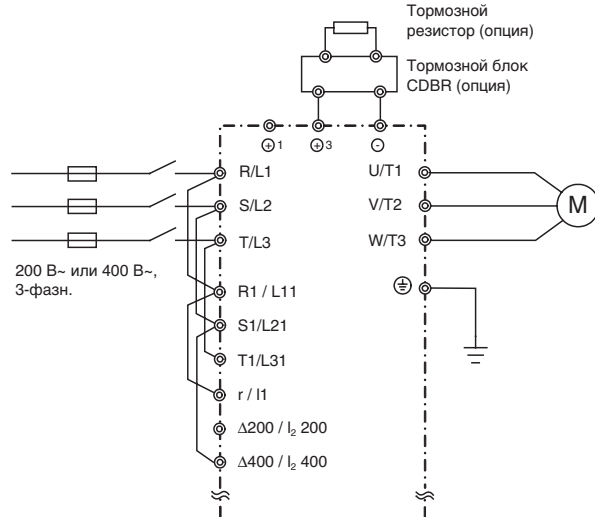 Тормозной
резистор (опция)
Тормозной блок
CDBR (опция)
⊕1 ⊕3 ⊖
R/L1 U/T1
S/L2 V/T2 M
T/L3 W/T3
200 В~ или 400 В~,
3-фазн.
R1 / L11
S1/L21
T1/L31
r / l1
Δ200 / l₂ 200
Δ400 / l₂ 400